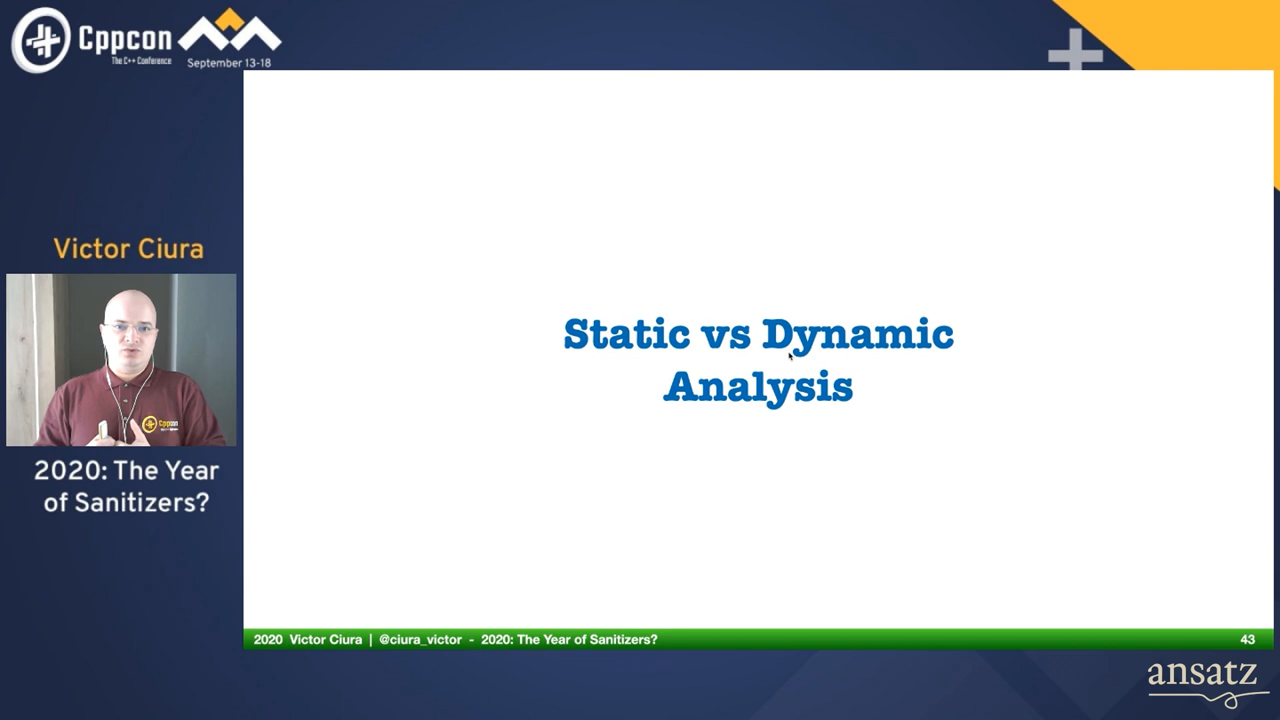 Cppcon
The C++ Conference
September 13-18
Victor Ciura
Cppcon
2020: The Year
of Sanitizers?
Static vs Dynamic
Analysis
2020 Victor Ciura | @ciura_victor - 2020: The Year of Sanitizers?
43
ansatz